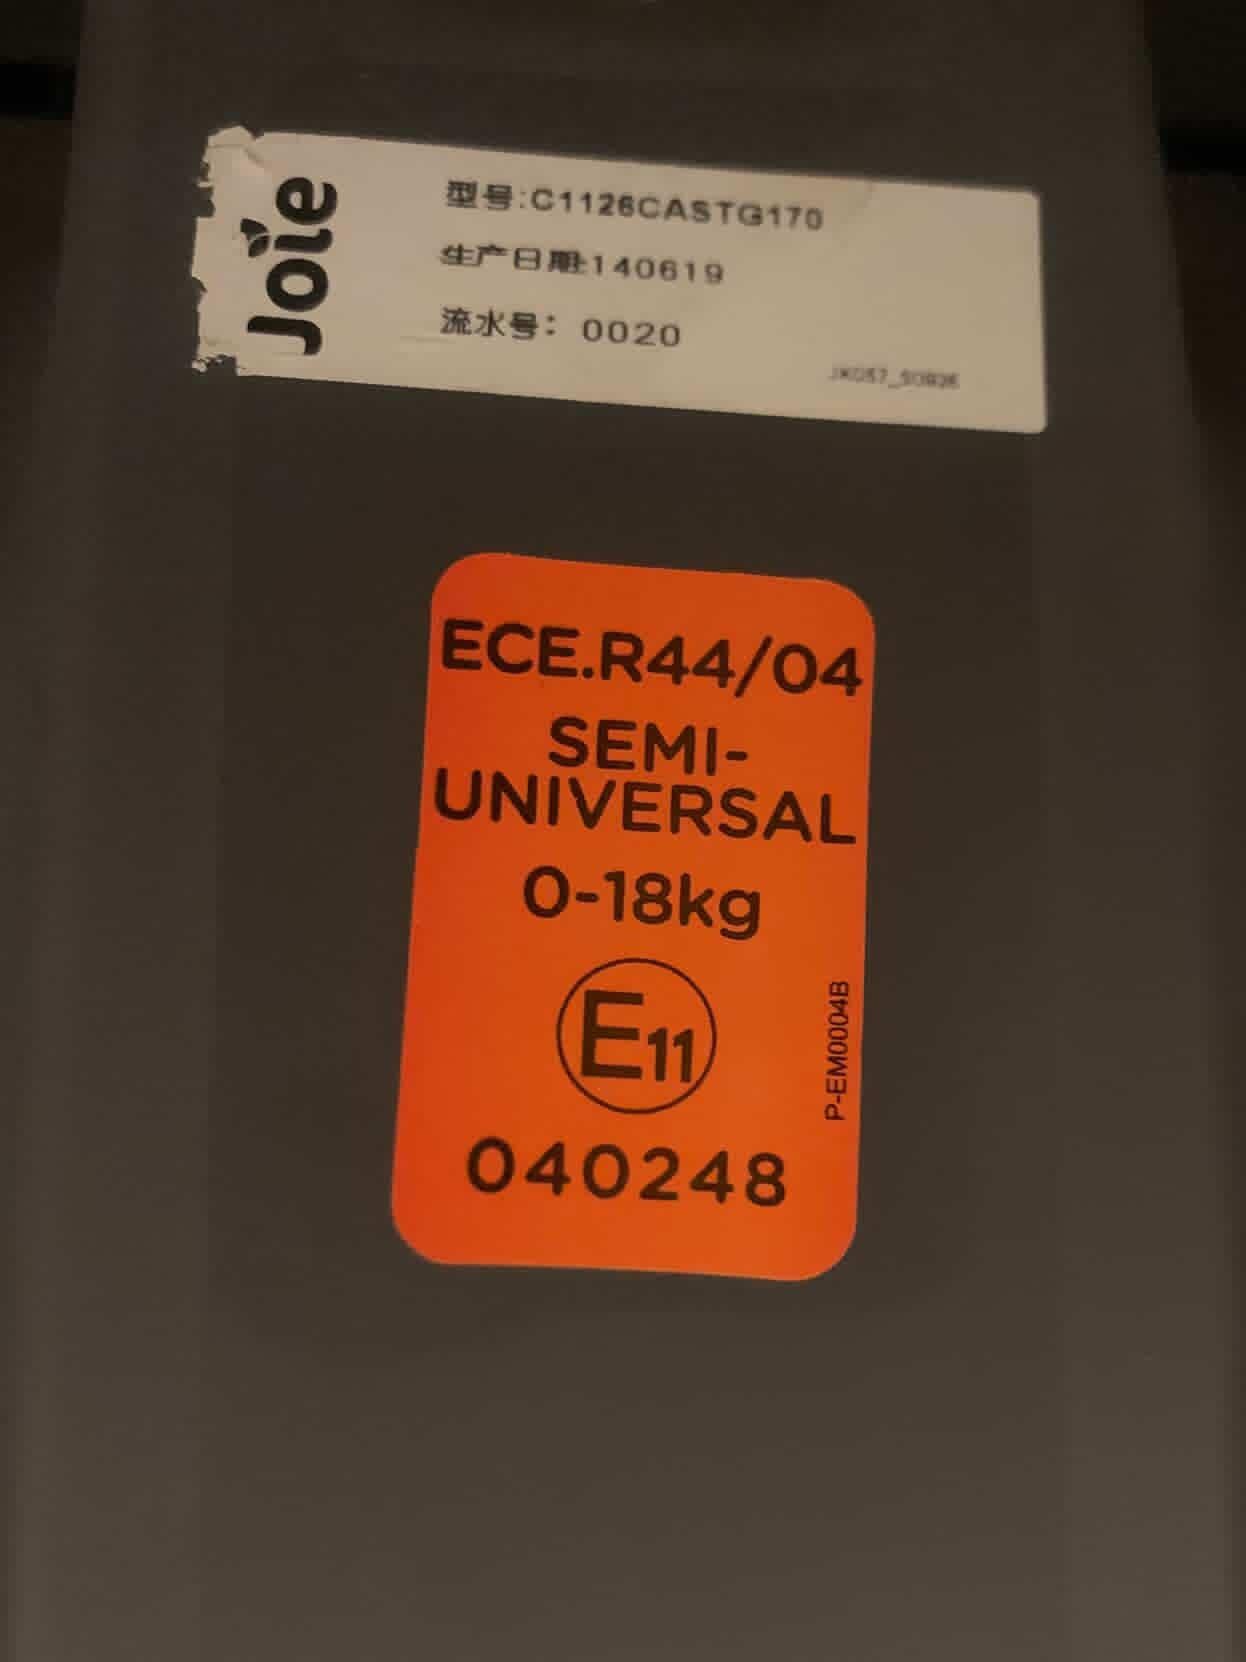 Joie
型号:C1126CASTG170
生产日期:140619
流水号: 0020
ECE.R44/04
SEMI-
UNIVERSAL
0-18kg
E11
P-EM0004B
040248